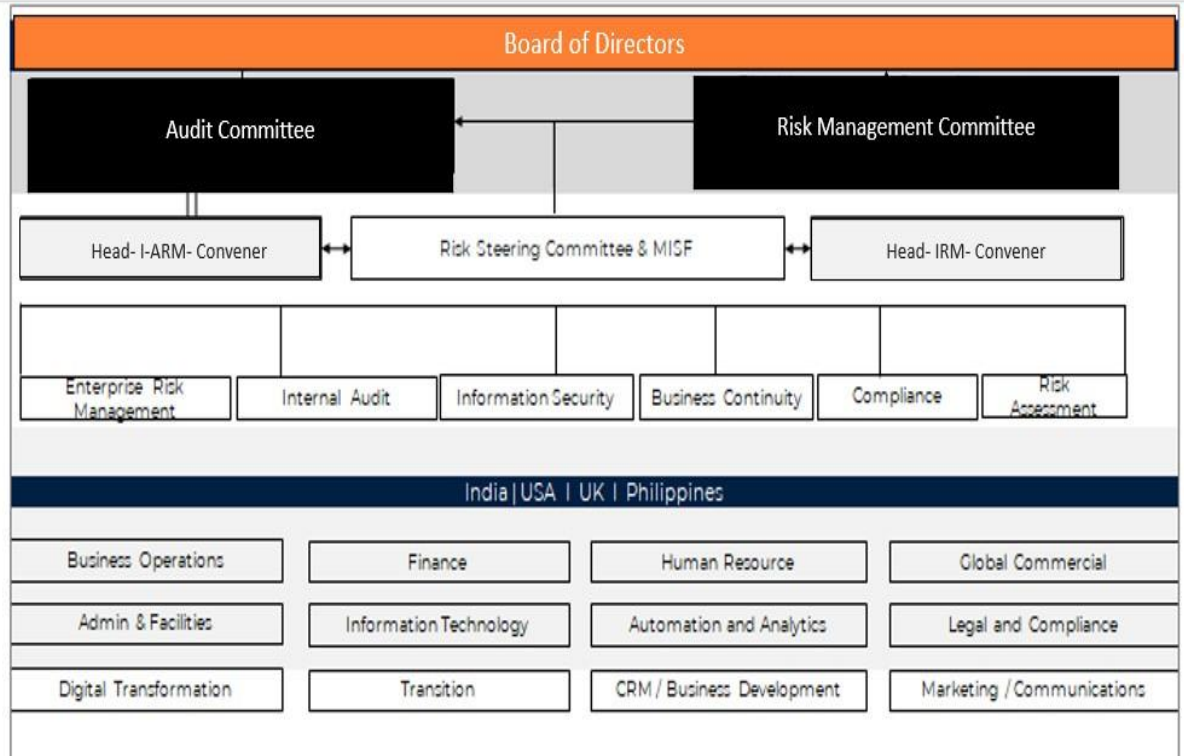 Board of Directors
Audit Committee
Risk Management Committee
Head- I-ARM- Convener
Risk Steering Committee & MISF
Head- IRM- Convener
Enterprise Risk
Management
Internal Audit
Information Security
Business Continuity
Compliance
Risk
Assessment
India | USA I UK I Philippines
Business Operations
Finance
Human Resource
Global Commercial
Admin & Facilities
Information Technology
Automation and Analytics
Legal and Compliance
Digital Transformation
Transition
CRM / Business Development
Marketing / Communications